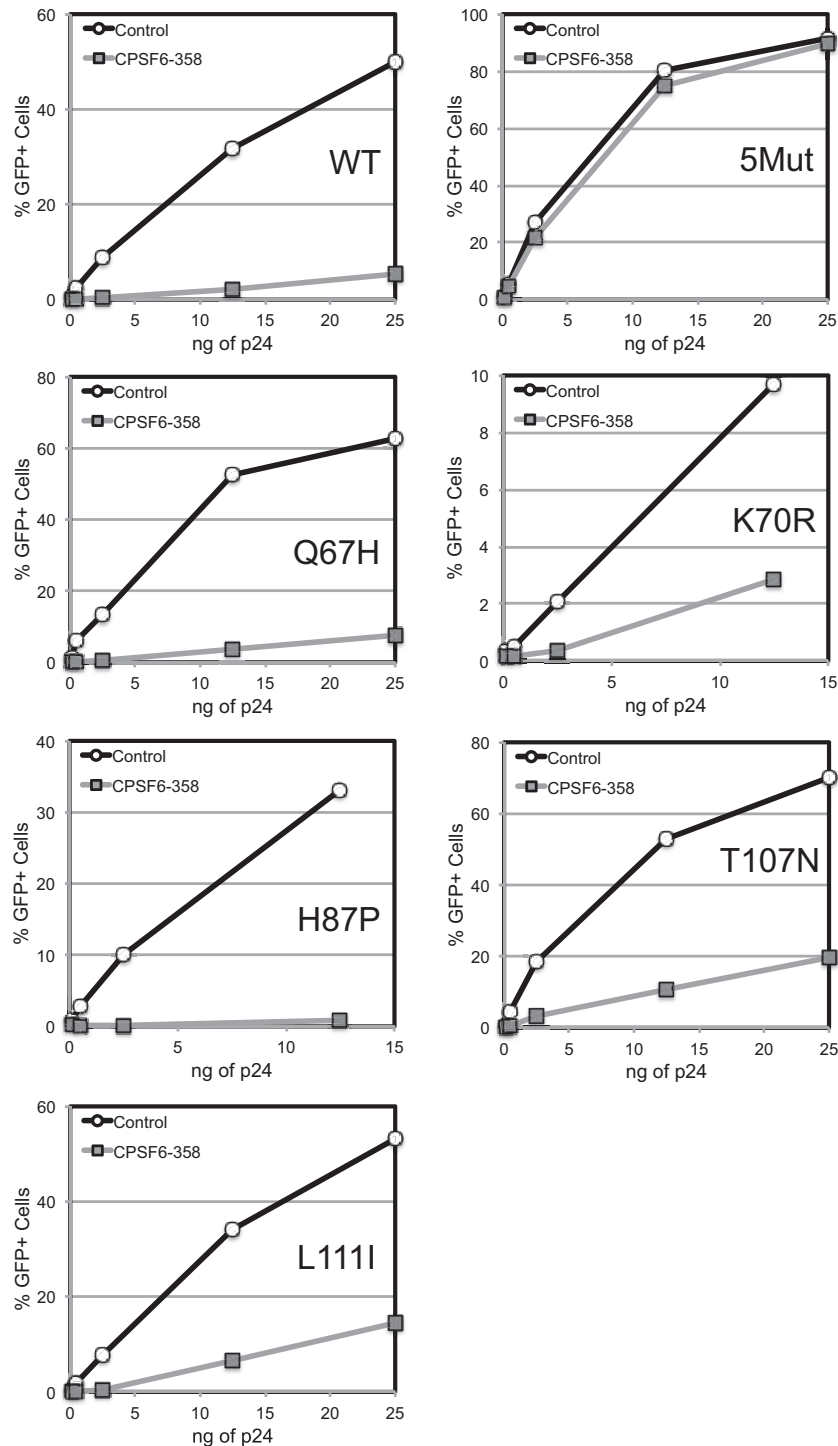 60
Control
CPSF6-358
40
% GFP+ Cells
WT
20
0
0 5 10 15 20 25
ng of p24
100
Control
CPSF6-358
80
60
% GFP+ Cells
5Mut
40
20
0
0 5 10 15 20 25
ng of p24
80
Control
CPSF6-358
60
% GFP+ Cells
40
Q67H
20
0
0 5 10 15 20 25
ng of p24
10
Control
CPSF6-358
8
6
% GFP+ Cells
K70R
4
2
0
0 5 10 15
ng of p24
40
Control
CPSF6-358
30
% GFP+ Cells
20
H87P
10
0
0 5 10 15
ng of p24
80
Control
CPSF6-358
60
% GFP+ Cells
T107N
40
20
0
0 5 10 15 20 25
ng of p24
60
Control
CPSF6-358
40
% GFP+ Cells
L111I
20
0
0 5 10 15 20 25
ng of p24